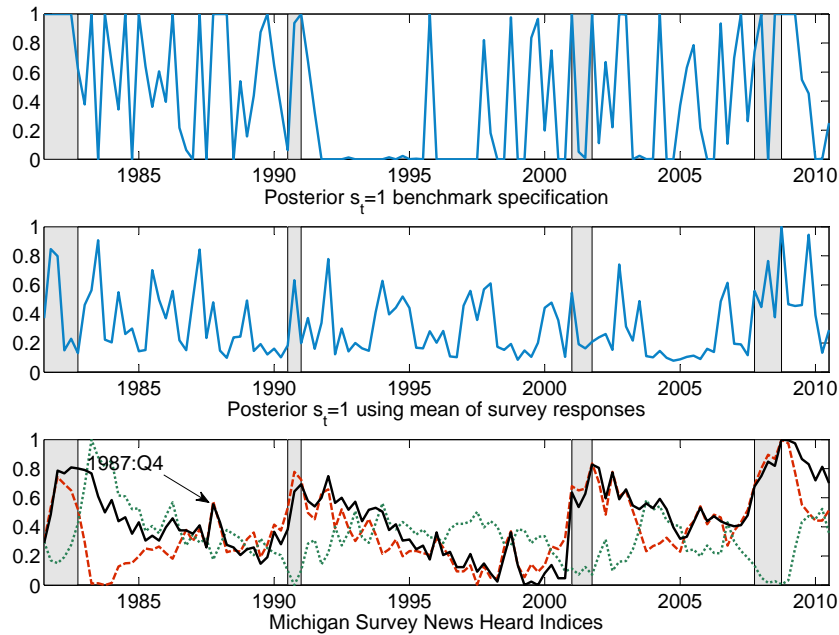 1
0.8
0.6
0.4
0.2
0
1985 1990 1995 2000 2005 2010
Posterior s_t=1 benchmark specification
1
0.8
0.6
0.4
0.2
0
1985 1990 1995 2000 2005 2010
Posterior s_t=1 using mean of survey responses
1
0.8
0.6
0.4
0.2
0
1987:Q4
1985 1990 1995 2000 2005 2010
Michigan Survey News Heard Indices